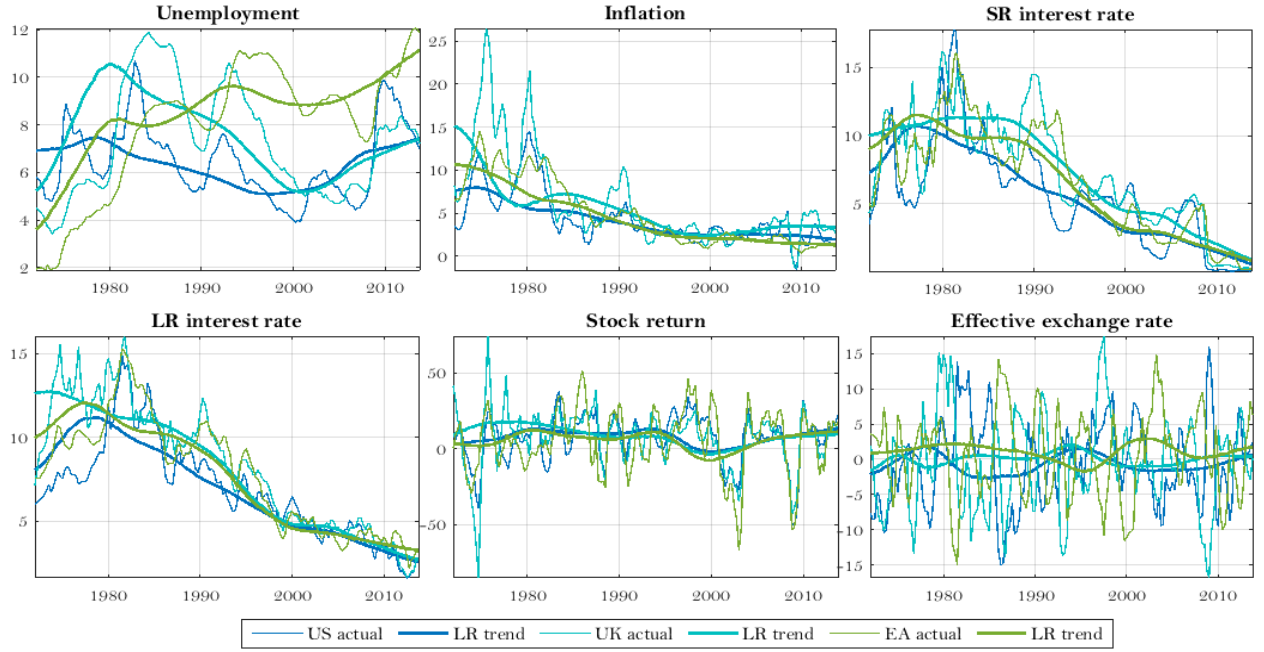 Unemployment
12
10
8
6
4
2
1980 1990 2000 2010
Inflation
25
20
15
10
5
0
1980 1990 2000 2010
SR interest rate
15
10
5
1980 1990 2000 2010
LR interest rate
15
10
5
1980 1990 2000 2010
Stock return
50
0
-50
1980 1990 2000 2010
Effective exchange rate
15
10
5
0
-5
-10
-15
1980 1990 2000 2010
US actual LR trend UK actual LR trend EA actual LR trend